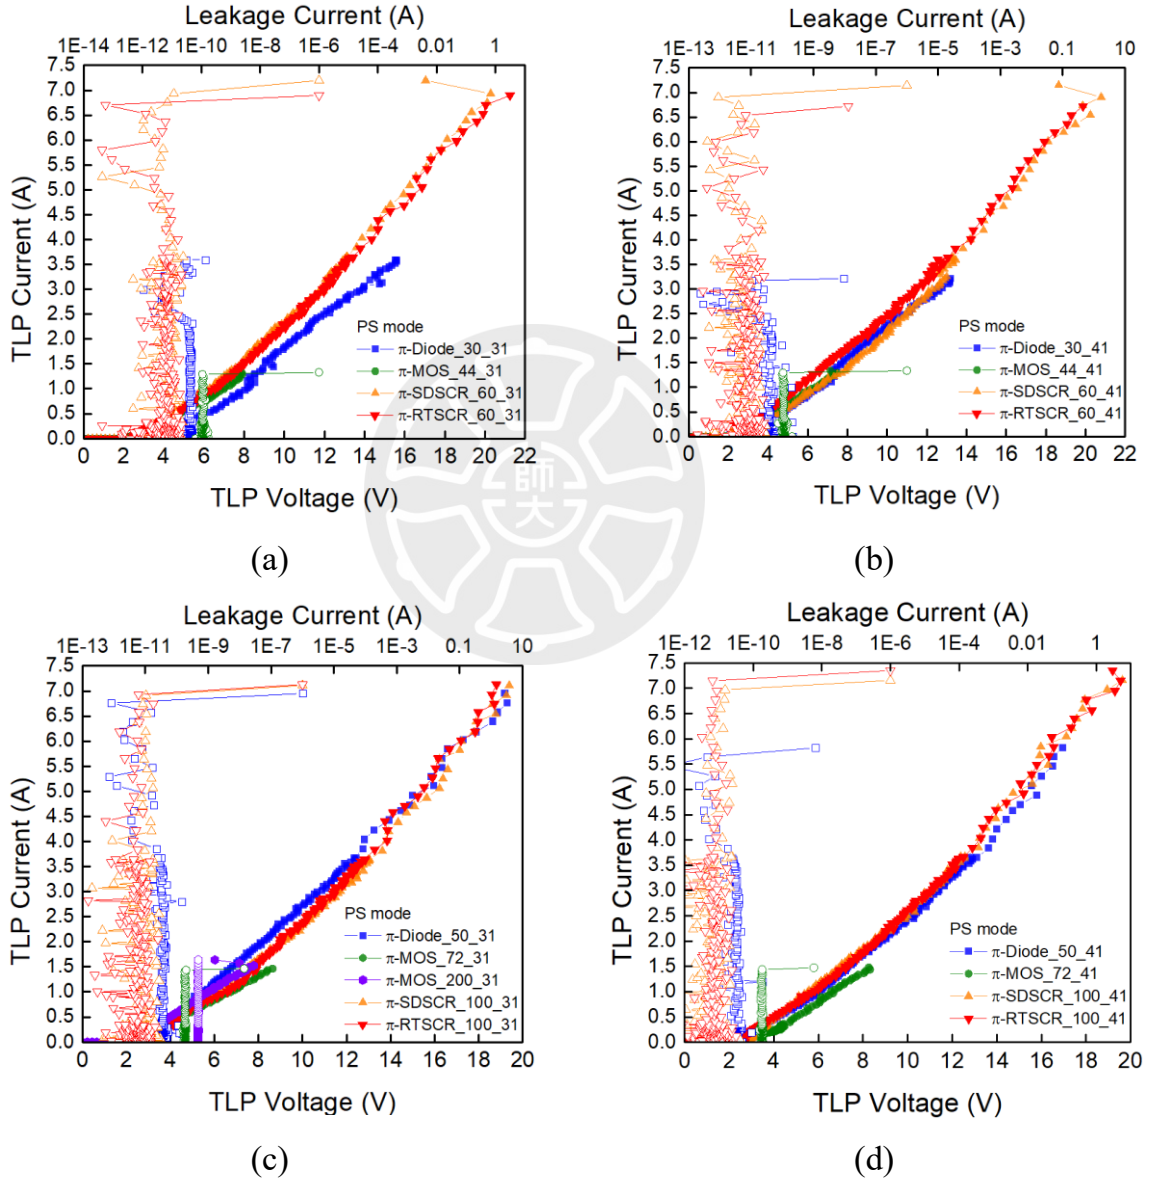 Leakage Current (A)
1E-14 1E-12 1E-10 1E-8 1E-6 1E-4 0.01 1
TLP Current (A)
7.5
7.0
6.5
6.0
5.5
5.0
4.5
4.0
3.5
3.0
2.5
2.0
1.5
1.0
0.5
0.0
PS mode
π-Diode_30_31
π-MOS_44_31
π-SDSCR_60_31
π-RTSCR_60_31
0 2 4 6 8 10 12 14 16 18 20 22
TLP Voltage (V)
(a)
Leakage Current (A)
1E-13 1E-11 1E-9 1E-7 1E-5 1E-3 0.1 10
TLP Current (A)
7.5
7.0
6.5
6.0
5.5
5.0
4.5
4.0
3.5
3.0
2.5
2.0
1.5
1.0
0.5
0.0
PS mode
π-Diode_30_41
π-MOS_44_41
π-SDSCR_60_41
π-RTSCR_60_41
0 2 4 6 8 10 12 14 16 18 20 22
TLP Voltage (V)
(b)
師大
Leakage Current (A)
1E-13 1E-11 1E-9 1E-7 1E-5 1E-3 0.1 10
TLP Current (A)
7.5
7.0
6.5
6.0
5.5
5.0
4.5
4.0
3.5
3.0
2.5
2.0
1.5
1.0
0.5
0.0
PS mode
π-Diode_50_31
π-MOS_72_31
π-MOS_200_31
π-SDSCR_100_31
π-RTSCR_100_31
0 2 4 6 8 10 12 14 16 18 20
TLP Voltage (V)
(c)
Leakage Current (A)
1E-12 1E-10 1E-8 1E-6 1E-4 0.01 1
TLP Current (A)
7.5
7.0
6.5
6.0
5.5
5.0
4.5
4.0
3.5
3.0
2.5
2.0
1.5
1.0
0.5
0.0
PS mode
π-Diode_50_41
π-MOS_72_41
π-SDSCR_100_41
π-RTSCR_100_41
0 2 4 6 8 10 12 14 16 18 20
TLP Voltage (V)
(d)